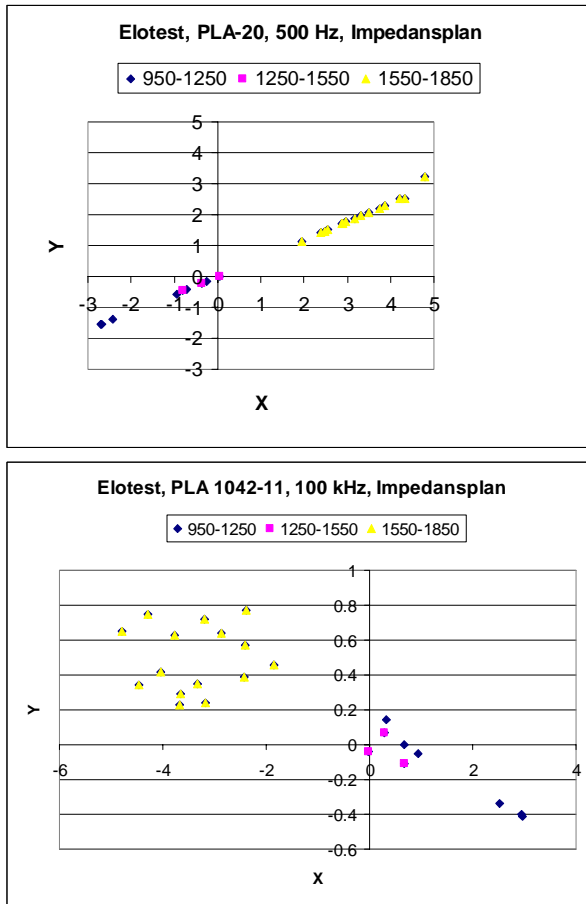 Elotest, PLA-20, 500 Hz, Impedansplan
950-1250 1250-1550 1550-1850
5
4
3
2
1
0
-1
-2
-3
-3 -2 -1 0 1 2 3 4 5
Y
X
Elotest, PLA 1042-11, 100 kHz, Impedansplan
950-1250 1250-1550 1550-1850
1
0.8
0.6
0.4
0.2
0
-0.2
-0.4
-0.6
-6 -4 -2 0 2 4
Y
X